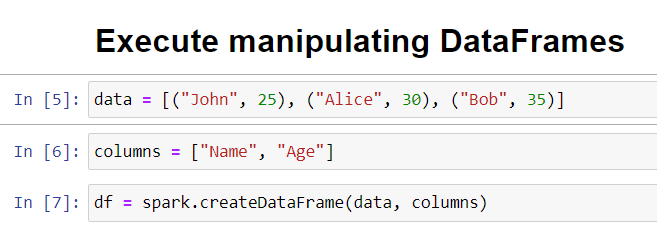 Execute manipulating DataFrames
In [5]: data = [("John", 25), ("Alice", 30), ("Bob", 35)]
In [6]: columns = ["Name", "Age"]
In [7]: df = spark.createDataFrame(data, columns)